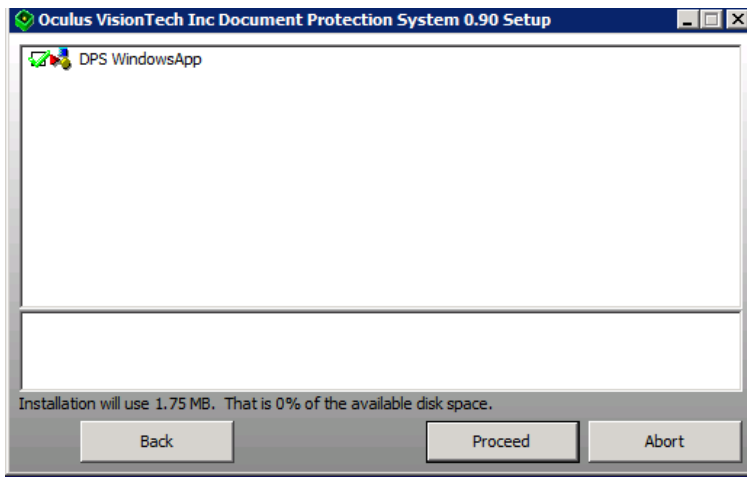 Oculus VisionTech Inc Document Protection System 0.90 Setup
DPS WindowsApp
Installation will use 1.75 MB.  That is 0% of the available disk space.
Back Proceed Abort